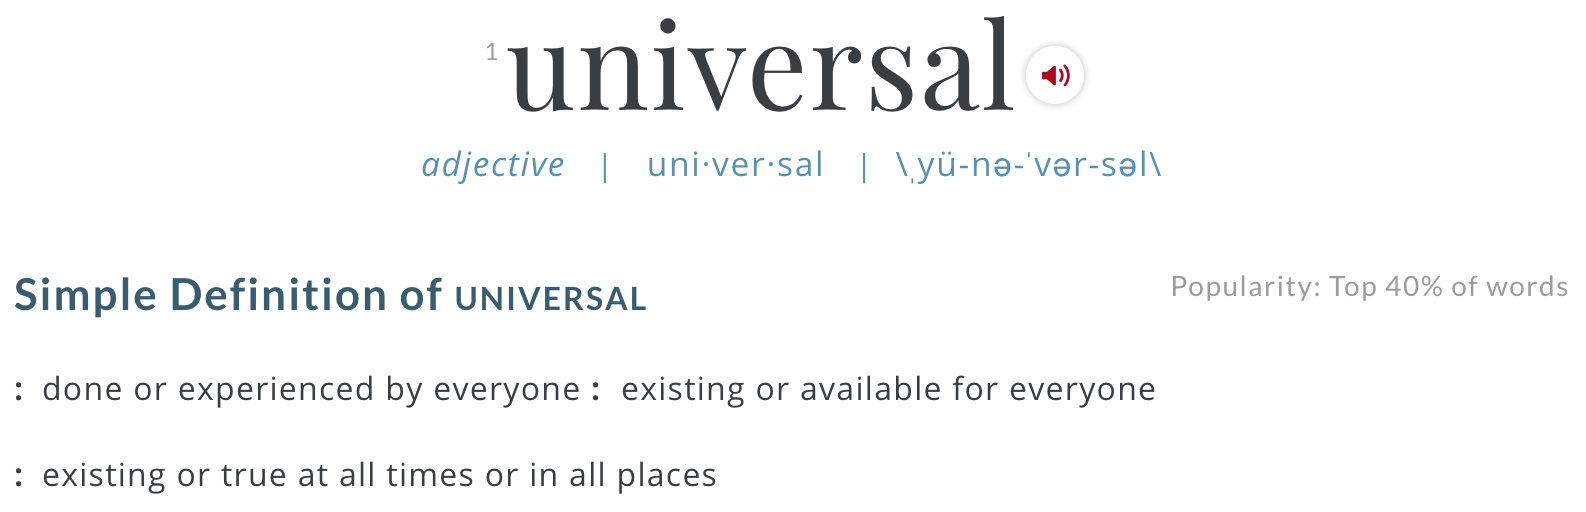 1 universal
adjective | uni·ver·sal | \ˌyü-nə-ˈvər-səl\
Simple Definition of UNIVERSAL
Popularity: Top 40% of words
: done or experienced by everyone : existing or available for everyone
: existing or true at all times or in all places